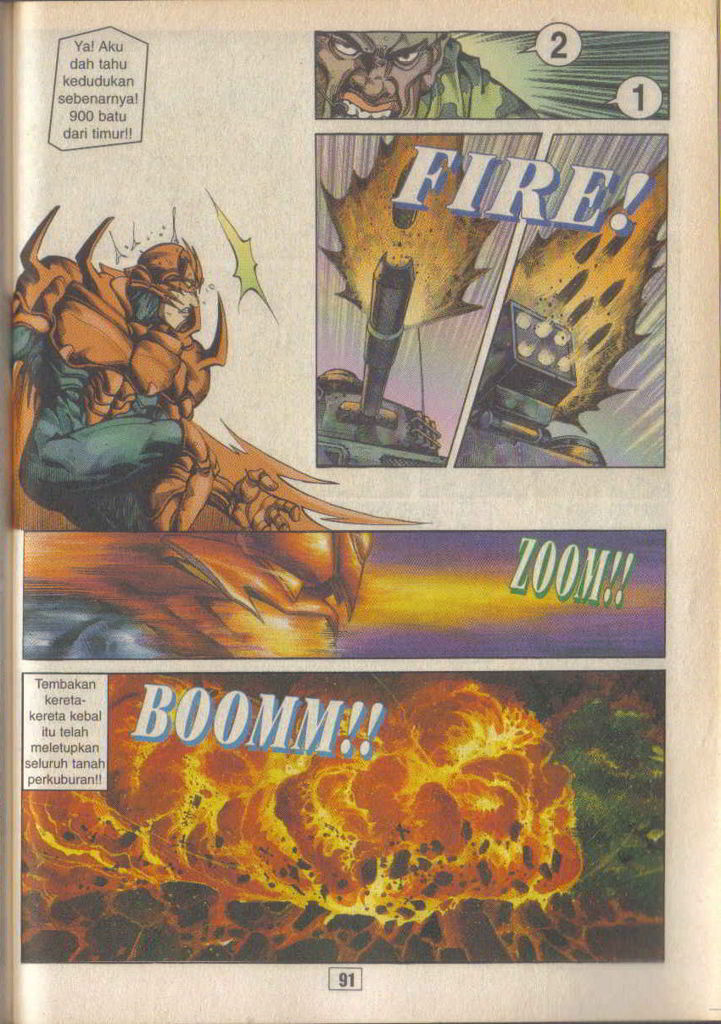 Ya! Aku
dah tahu
kedudukan
sebenarnya!
900 batu
dari timur!!
2
1
FIRE!
ZOOM!!
Tembakan
kereta-
kereta kebal
itu telah
meletupkan
seluruh tanah
perkuburan!!
BOOMM!!
91